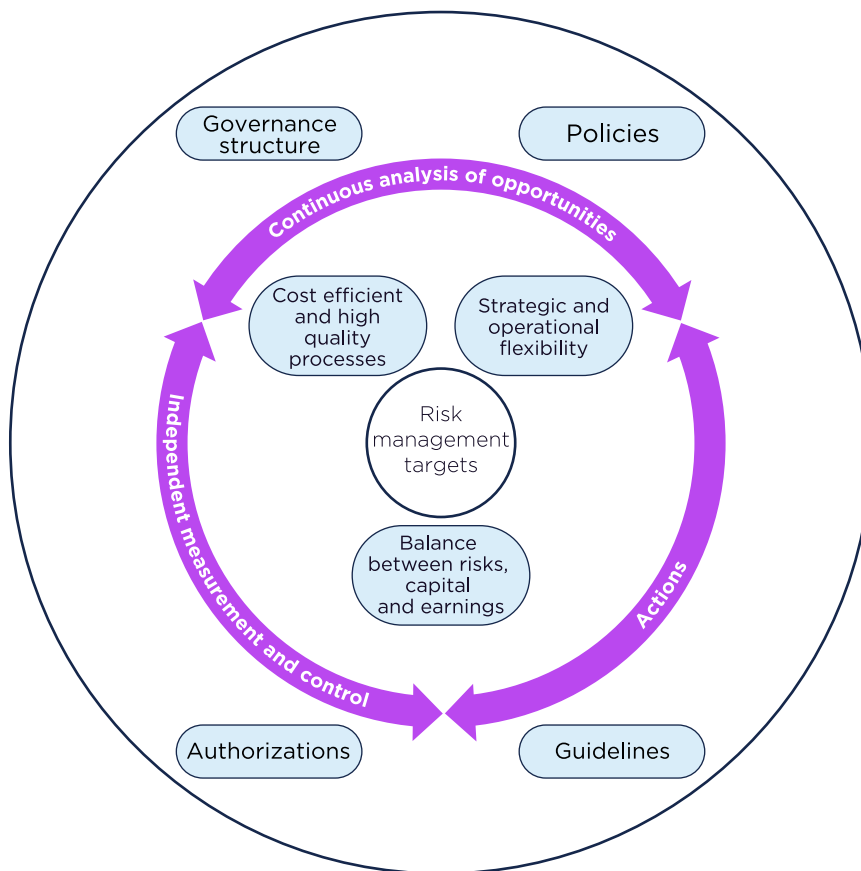 Governance
structure
Policies
Continuous analysis of opportunities
Cost efficient
and high
quality
processes
Strategic and
operational
flexibility
Risk
management
targets
Independent measurement and control
Balance
between risks,
capital
and earnings
Actions
Authorizations
Guidelines